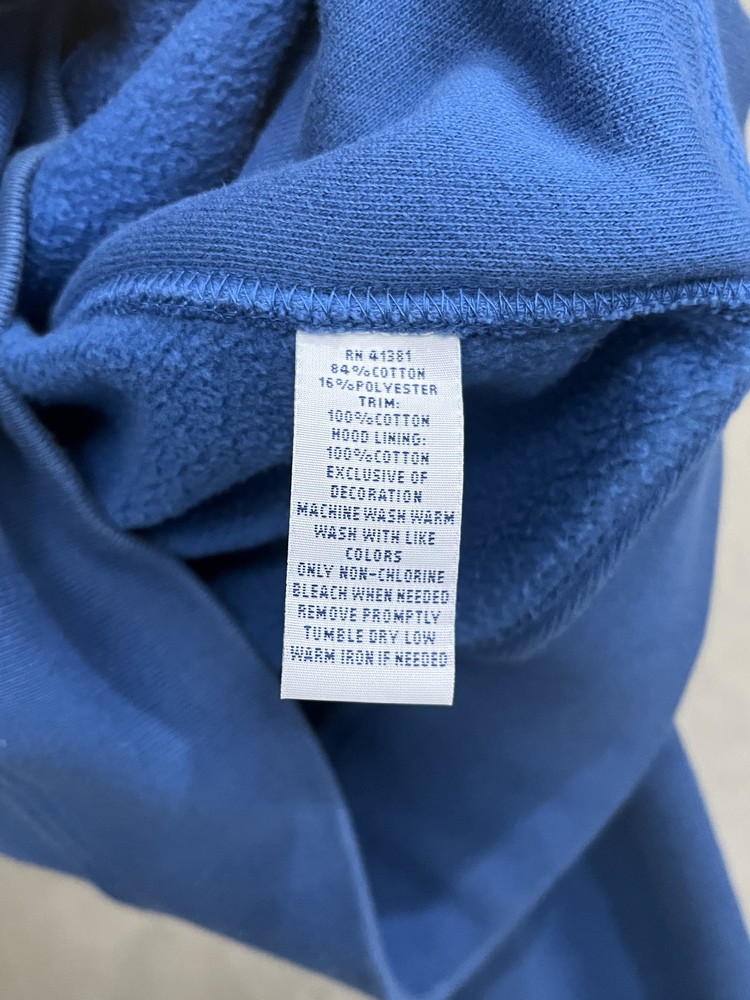 RN 41381
84%COTTON
16%POLYESTER
TRIM:
100%COTTON
HOOD LINING:
100%COTTON
EXCLUSIVE OF
DECORATION
MACHINE WASH WARM
WASH WITH LIKE
COLORS
ONLY NON-CHLORINE
BLEACH WHEN NEEDED
REMOVE PROMPTLY
TUMBLE DRY LOW
WARM IRON IF NEEDED